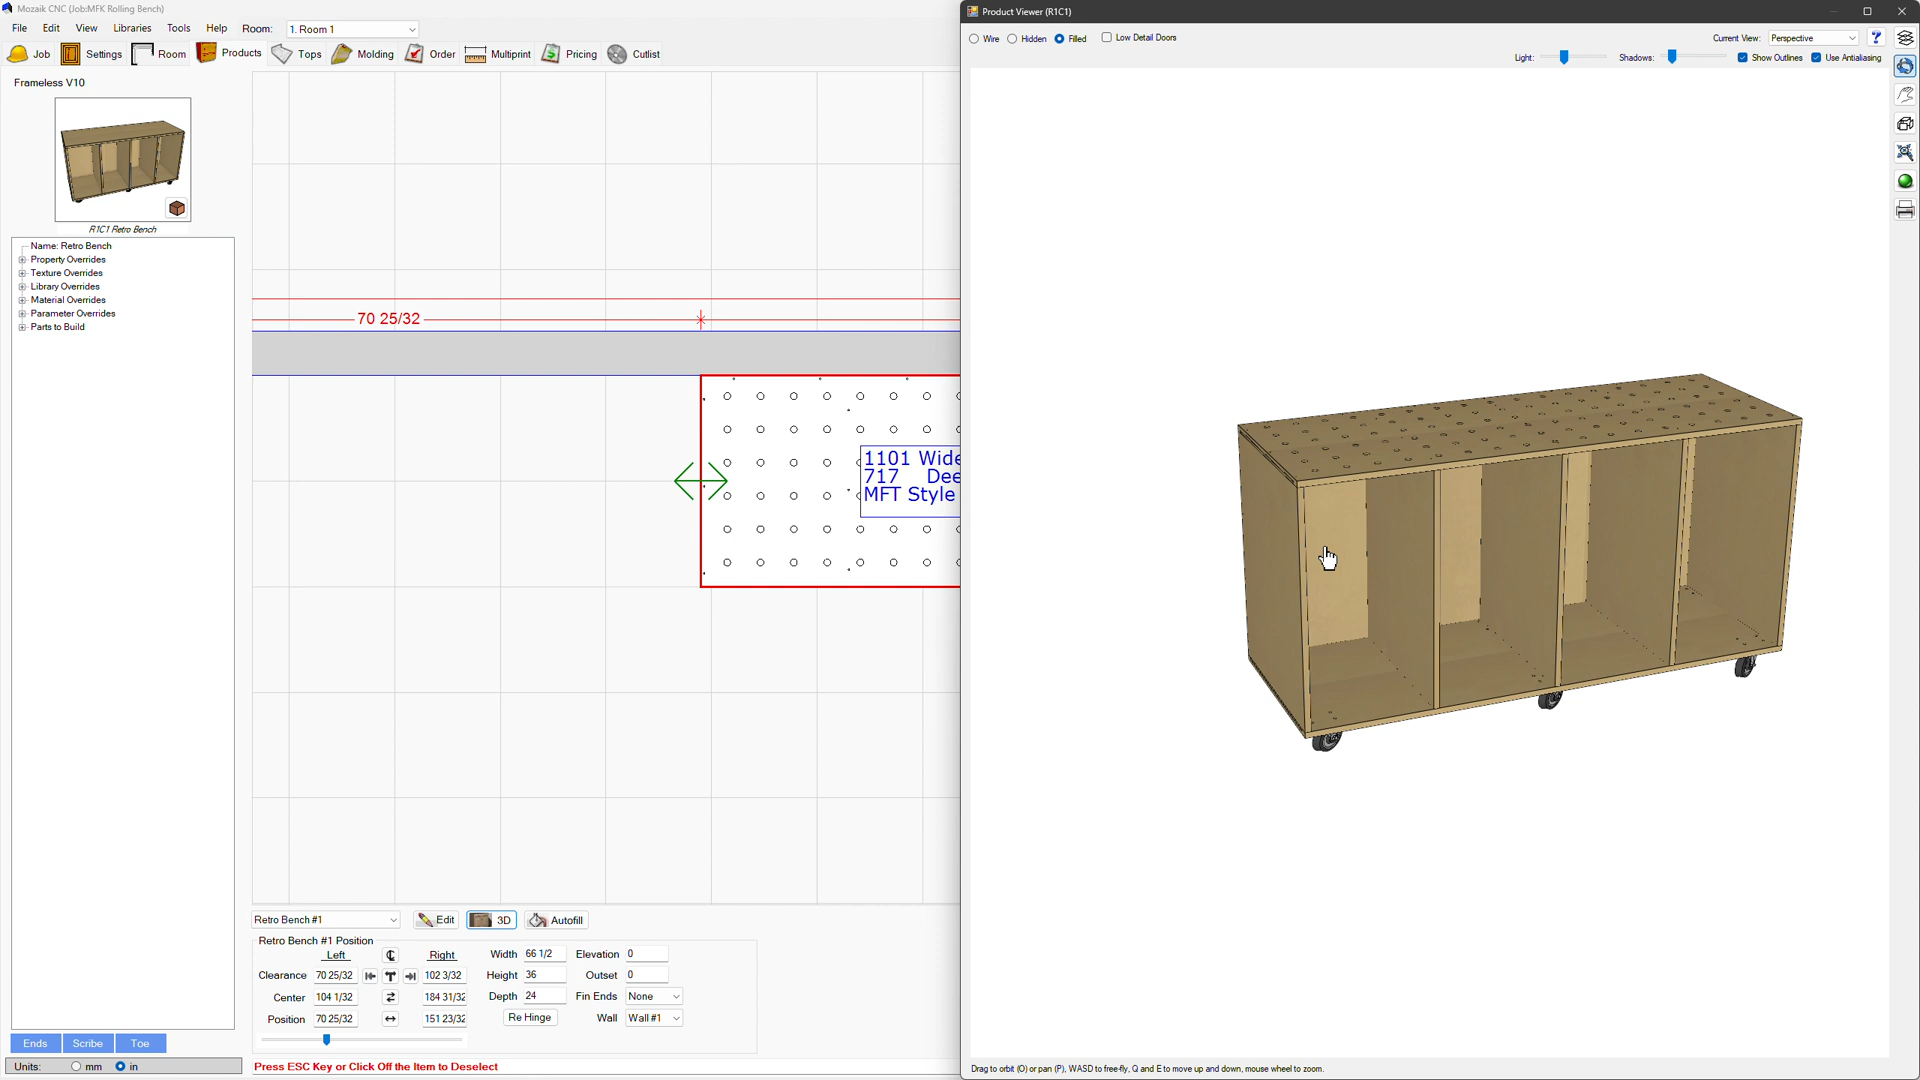 Mozaik CNC (Job:MFK Rolling Bench)
File Edit View Libraries Tools Help Room: 1. Room 1
Job Settings Room Products Tops Molding Order Multiprint Pricing Cutlist
Frameless V10
R1C1 Retro Bench
Name: Retro Bench
Property Overrides
Texture Overrides
Library Overrides
Material Overrides
Parameter Overrides
Parts to Build
Ends Scribe Toe
Units: mm in
70 25/32
1101 Wide
717 Dee
MFT Style
Retro Bench #1 Edit 3D Autofill
Retro Bench #1 Position
Left Right Width 66 1/2 Elevation 0
Clearance 70 25/32 102 3/32 Height 36 Outset 0
Center 104 1/32 184 31/32 Depth 24 Fin Ends None
Position 70 25/32 151 23/32 Re Hinge Wall Wall #1
Press ESC Key or Click Off the Item to Deselect
Product Viewer (R1C1)
Wire Hidden Filled Low Detail Doors Current View: Perspective ?
Light: Shadows: Show Outlines Use Antialiasing
Drag to orbit (O) or pan (P), WASD to free-fly, Q and E to move up and down, mouse wheel to zoom.